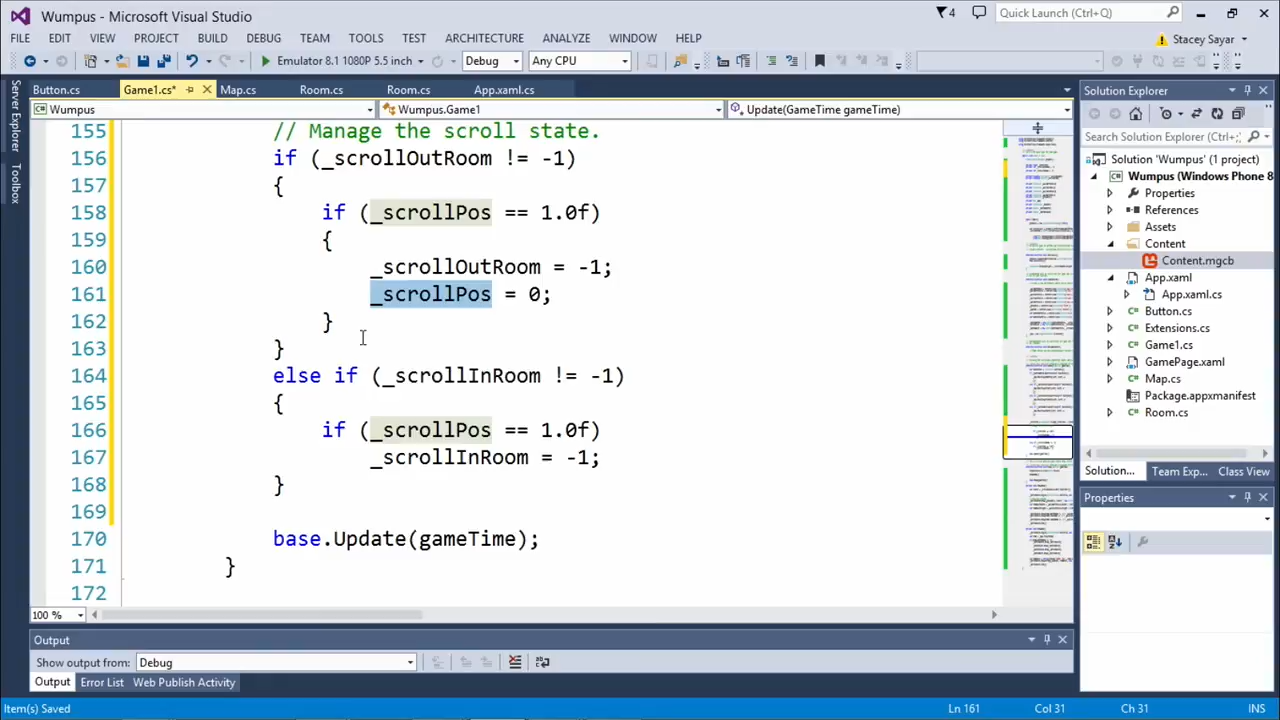 Wumpus - Microsoft Visual Studio
4
Quick Launch (Ctrl+Q)
FILE EDIT VIEW PROJECT BUILD DEBUG TEAM TOOLS TEST ARCHITECTURE ANALYZE WINDOW HELP
Stacey Sayar
Emulator 8.1 1080P 5.5 inch Debug Any CPU
Server Explorer
Toolbox
Button.cs Game1.cs* Map.cs Room.cs Room.cs App.xaml.cs
Wumpus Wumpus.Game1 Update(GameTime gameTime)
155 // Manage the scroll state.
156 if (_scrollOutRoom != -1)
157 {
158 if (_scrollPos == 1.0f)
159 {
160 _scrollOutRoom = -1;
161 _scrollPos = 0;
162 }
163 }
164 else if (_scrollInRoom != -1)
165 {
166 if (_scrollPos == 1.0f)
167 _scrollInRoom = -1;
168 }
169
170 base.Update(gameTime);
171 }
172
100 %
Output
Show output from: Debug
Output Error List Web Publish Activity
Item(s) Saved Ln 161 Col 31 Ch 31 INS
Solution Explorer
Search Solution Explorer (Ctrl+;
Solution 'Wumpus' (1 project)
Wumpus (Windows Phone 8
Properties
References
Assets
Content
Content.mgcb
App.xaml
App.xaml.cs
Button.cs
Extensions.cs
Game1.cs
GamePage.xaml
Map.cs
Package.appxmanifest
Room.cs
Solution... Team Exp... Class View
Properties